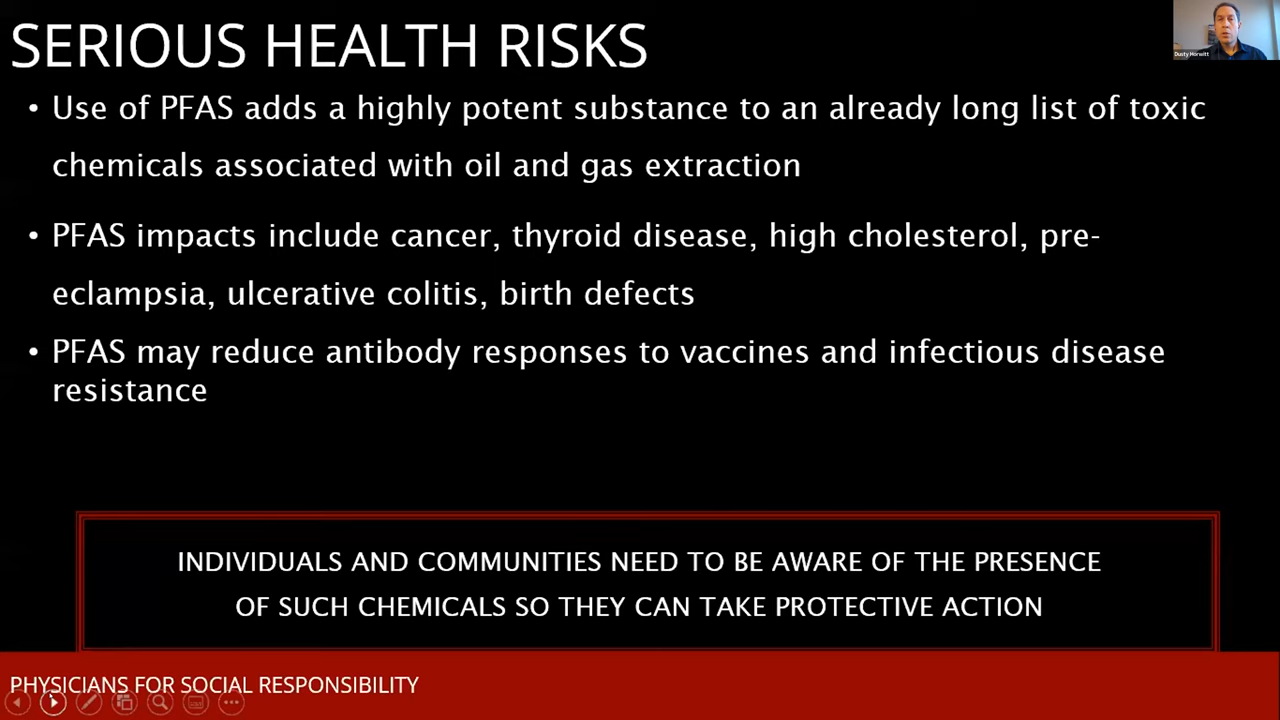 SERIOUS HEALTH RISKS
Dusty Horwitt
• Use of PFAS adds a highly potent substance to an already long list of toxic
chemicals associated with oil and gas extraction
• PFAS impacts include cancer, thyroid disease, high cholesterol, pre-
eclampsia, ulcerative colitis, birth defects
• PFAS may reduce antibody responses to vaccines and infectious disease
resistance
INDIVIDUALS AND COMMUNITIES NEED TO BE AWARE OF THE PRESENCE
OF SUCH CHEMICALS SO THEY CAN TAKE PROTECTIVE ACTION
PHYSICIANS FOR SOCIAL RESPONSIBILITY